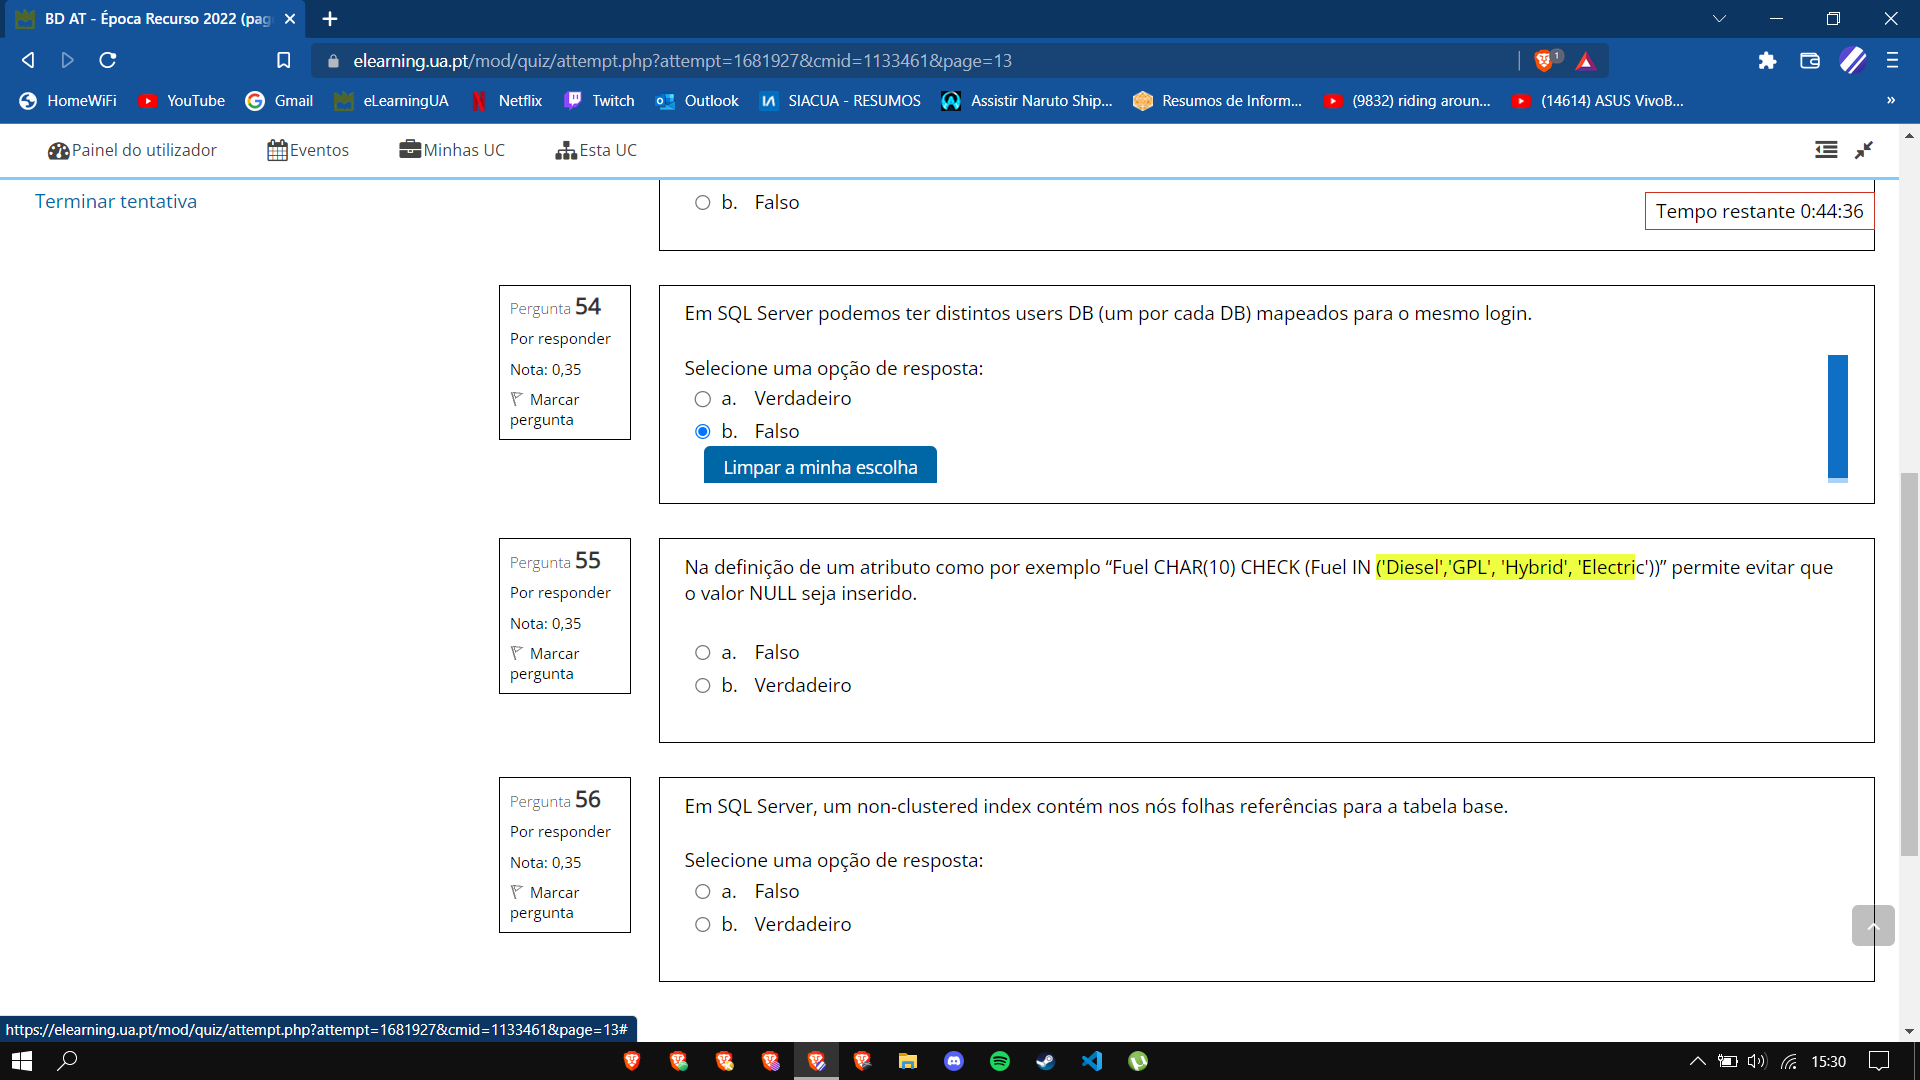 BD AT - Época Recurso 2022 (pag
elearning.ua.pt/mod/quiz/attempt.php?attempt=1681927&cmid=1133461&page=13
1
HomeWiFi
YouTube
Gmail
eLearningUA
Netflix
Twitch
Outlook
SIACUA - RESUMOS
Assistir Naruto Ship...
Resumos de Inform...
(9832) riding aroun...
(14614) ASUS VivoB...
»
Painel do utilizador
Eventos
Minhas UC
Esta UC
Terminar tentativa
b. Falso
Tempo restante 0:44:36
Pergunta 54
Por responder
Nota: 0,35
Marcar
pergunta
Em SQL Server podemos ter distintos users DB (um por cada DB) mapeados para o mesmo login.
Selecione uma opção de resposta:
a. Verdadeiro
b. Falso
Limpar a minha escolha
Pergunta 55
Por responder
Nota: 0,35
Marcar
pergunta
Na definição de um atributo como por exemplo “Fuel CHAR(10) CHECK (Fuel IN ('Diesel','GPL', 'Hybrid', 'Electric'))” permite evitar que
o valor NULL seja inserido.
a. Falso
b. Verdadeiro
Pergunta 56
Por responder
Nota: 0,35
Marcar
pergunta
Em SQL Server, um non-clustered index contém nos nós folhas referências para a tabela base.
Selecione uma opção de resposta:
a. Falso
b. Verdadeiro
https://elearning.ua.pt/mod/quiz/attempt.php?attempt=1681927&cmid=1133461&page=13#
15:30